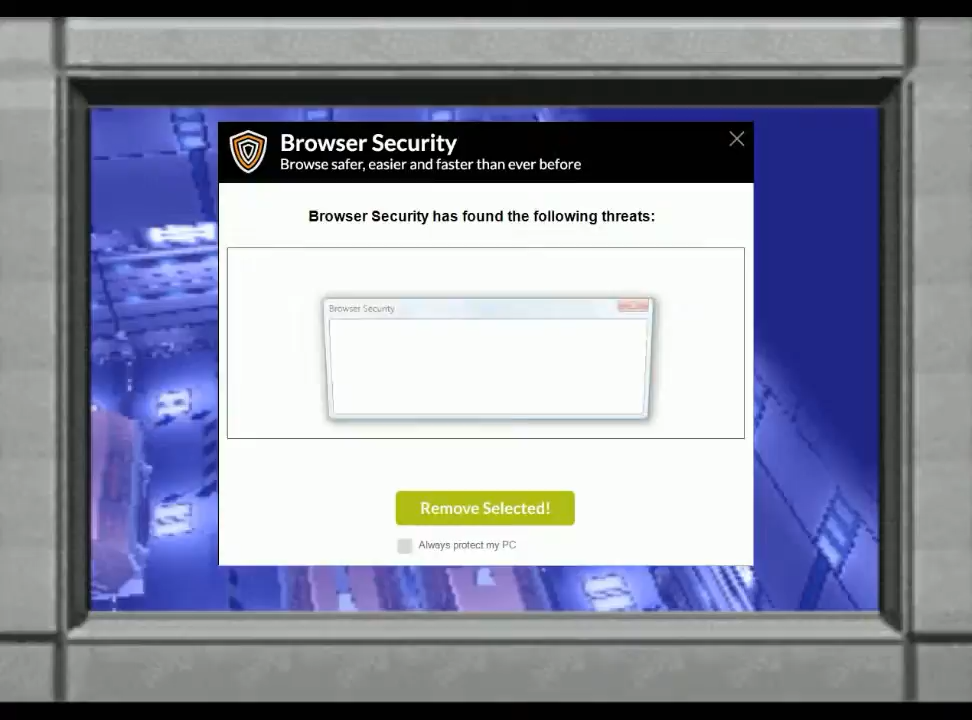 Browser Security
Browse safer, easier and faster than ever before
Browser Security has found the following threats:
Browser Security
Remove Selected!
Always protect my PC